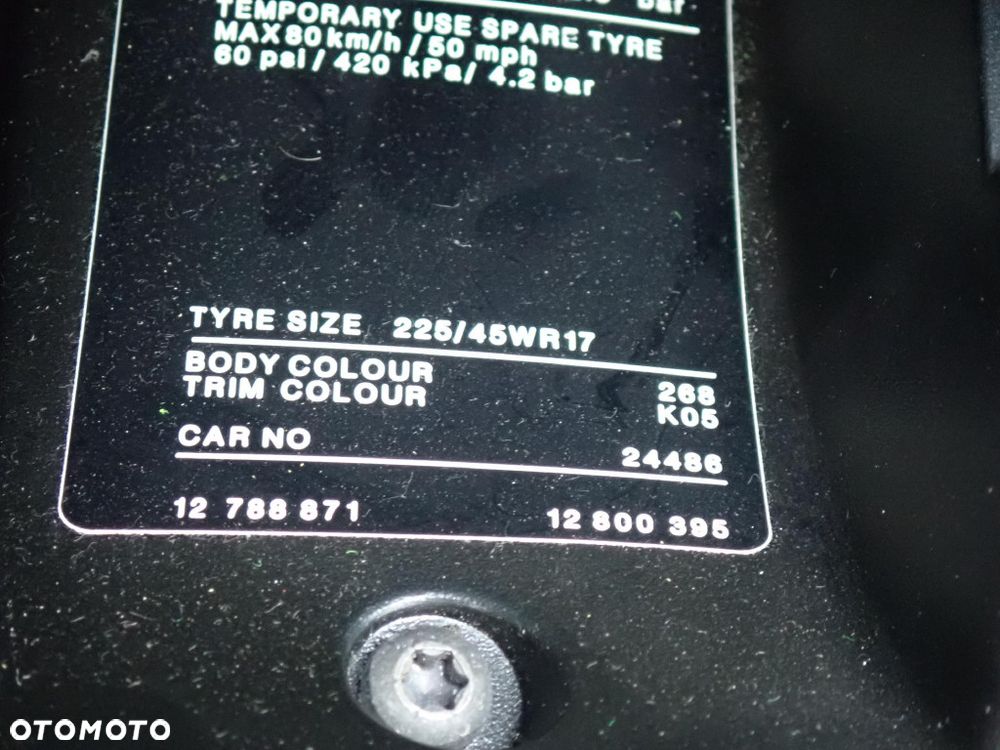 bar
TEMPORARY USE SPARE TYRE
MAX 80 km/h / 50 mph
60 psi / 420 kPa / 4.2 bar
TYRE SIZE 225/45WR17
BODY COLOUR 268
TRIM COLOUR K05
CAR NO 24486
12 788 871 12 800 395
OTOMOTO